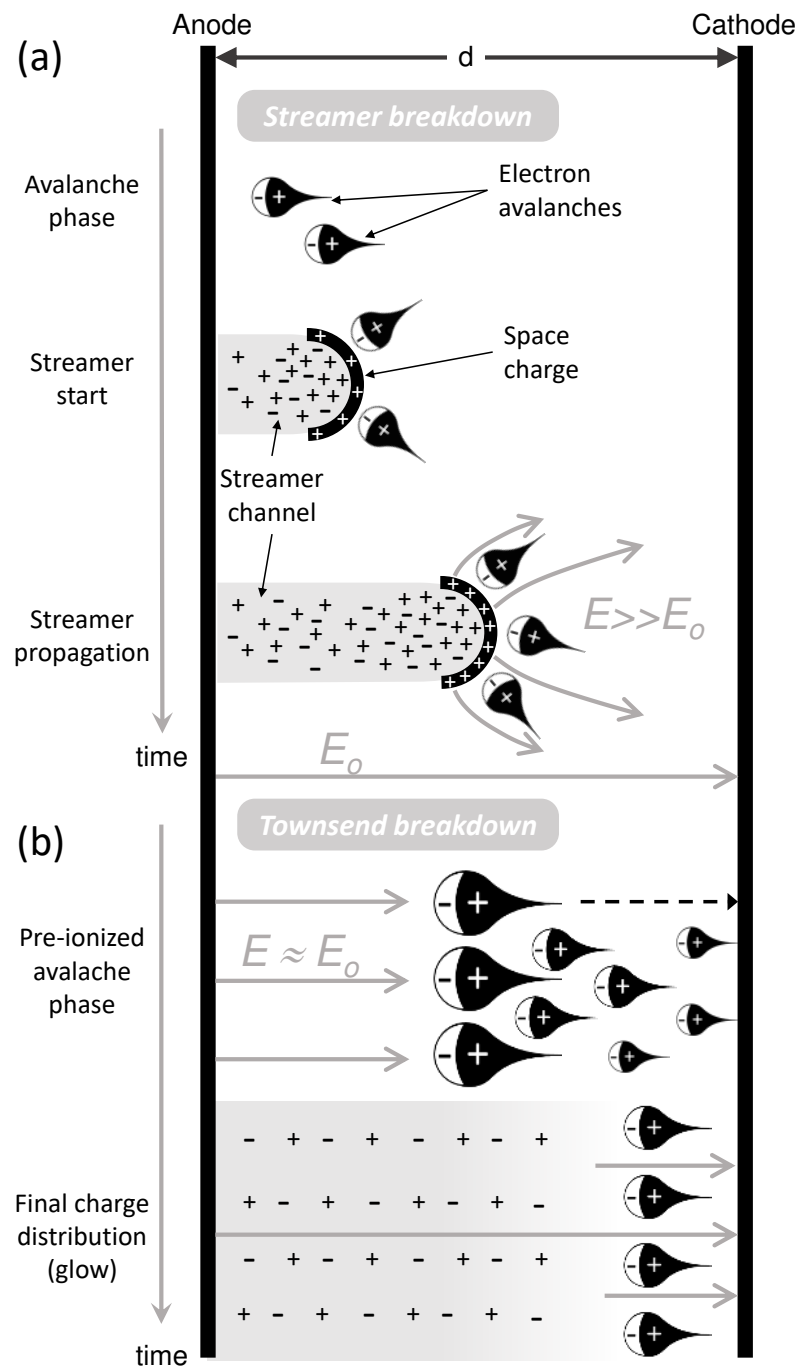 Anode
Cathode
(a)
d
Streamer breakdown
Avalanche
phase
Electron
avalanches
Streamer
start
Space
charge
Streamer
channel
Streamer
propagation
E>>Eo
time
Eo
(b)
Townsend breakdown
Pre-ionized
avalache
phase
E ≈ Eo
Final charge
distribution
(glow)
time